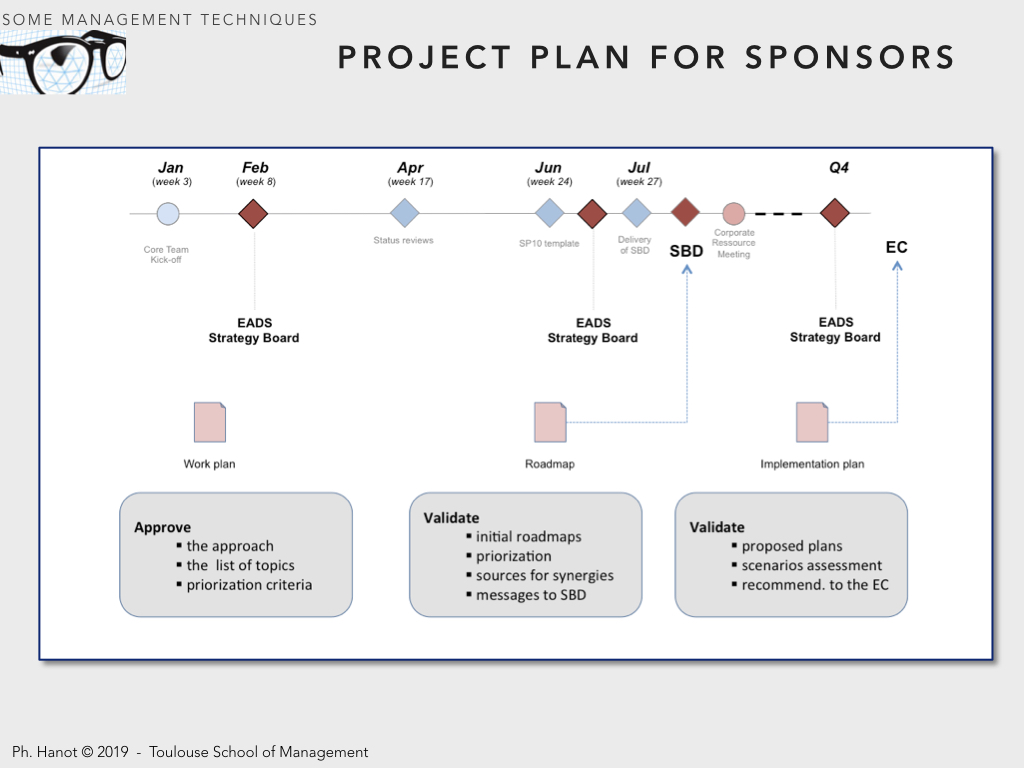 SOME MANAGEMENT TECHNIQUES
PROJECT PLAN FOR SPONSORS
Jan
(week 3)
Feb
(week 8)
Apr
(week 17)
Jun
(week 24)
Jul
(week 27)
Q4
Core Team
Kick-off
Status reviews
SP10 template
Delivery
of SBD
SBD
Corporate
Ressource
Meeting
EC
EADS
Strategy Board
EADS
Strategy Board
EADS
Strategy Board
Work plan
Roadmap
Implementation plan
Approve
▪ the approach
▪ the list of topics
▪ priorization criteria
Validate
▪ initial roadmaps
▪ priorization
▪ sources for synergies
▪ messages to SBD
Validate
▪ proposed plans
▪ scenarios assessment
▪ recommend. to the EC
Ph. Hanot © 2019 - Toulouse School of Management